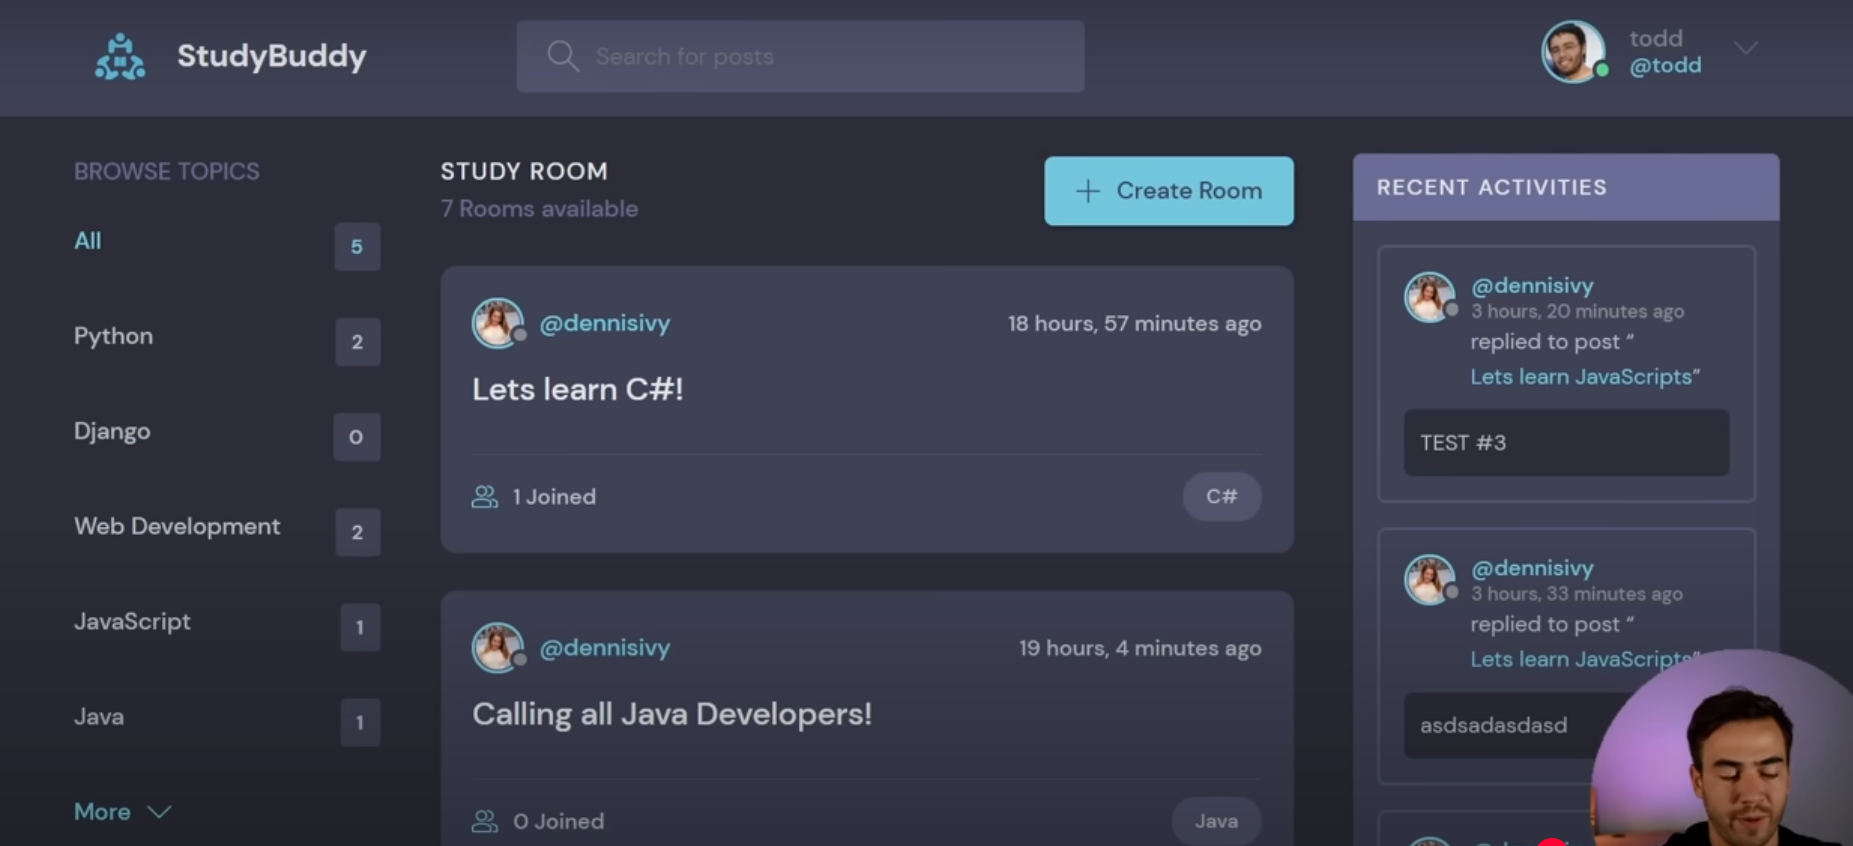 StudyBuddy
Search for posts
todd
@todd
BROWSE TOPICS
All
5
Python
2
Django
0
Web Development
2
JavaScript
1
Java
1
More
STUDY ROOM
7 Rooms available
Create Room
@dennisivy
18 hours, 57 minutes ago
Lets learn C#!
1 Joined
C#
@dennisivy
19 hours, 4 minutes ago
Calling all Java Developers!
0 Joined
Java
RECENT ACTIVITIES
@dennisivy
3 hours, 20 minutes ago
replied to post “
Lets learn JavaScripts”
TEST #3
@dennisivy
3 hours, 33 minutes ago
replied to post “
Lets learn JavaScripts”
asdsadasdasd